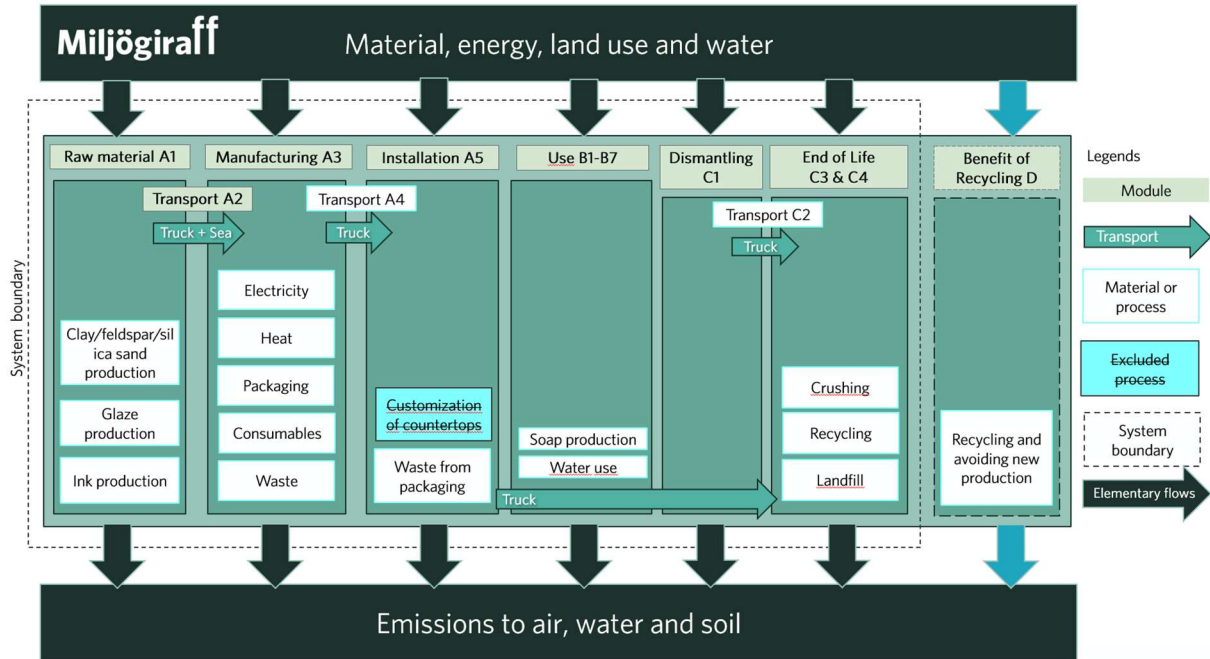 Miljögiraff
Material, energy, land use and water
System boundary
Raw material A1
Manufacturing A3
Installation A5
Use B1-B7
Dismantling
C1
End of Life
C3 & C4
Benefit of
Recycling D
Transport A2
Truck + Sea
Transport A4
Truck
Transport C2
Truck
Clay/feldspar/sil
ica sand
production
Glaze
production
Ink production
Electricity
Heat
Packaging
Consumables
Waste
Customization
of countertops
Waste from
packaging
Soap production
Water use
Truck
Crushing
Recycling
Landfill
Recycling and
avoiding new
production
Legends
Module
Transport
Material or
process
Excluded
process
System
boundary
Elementary flows
Emissions to air, water and soil